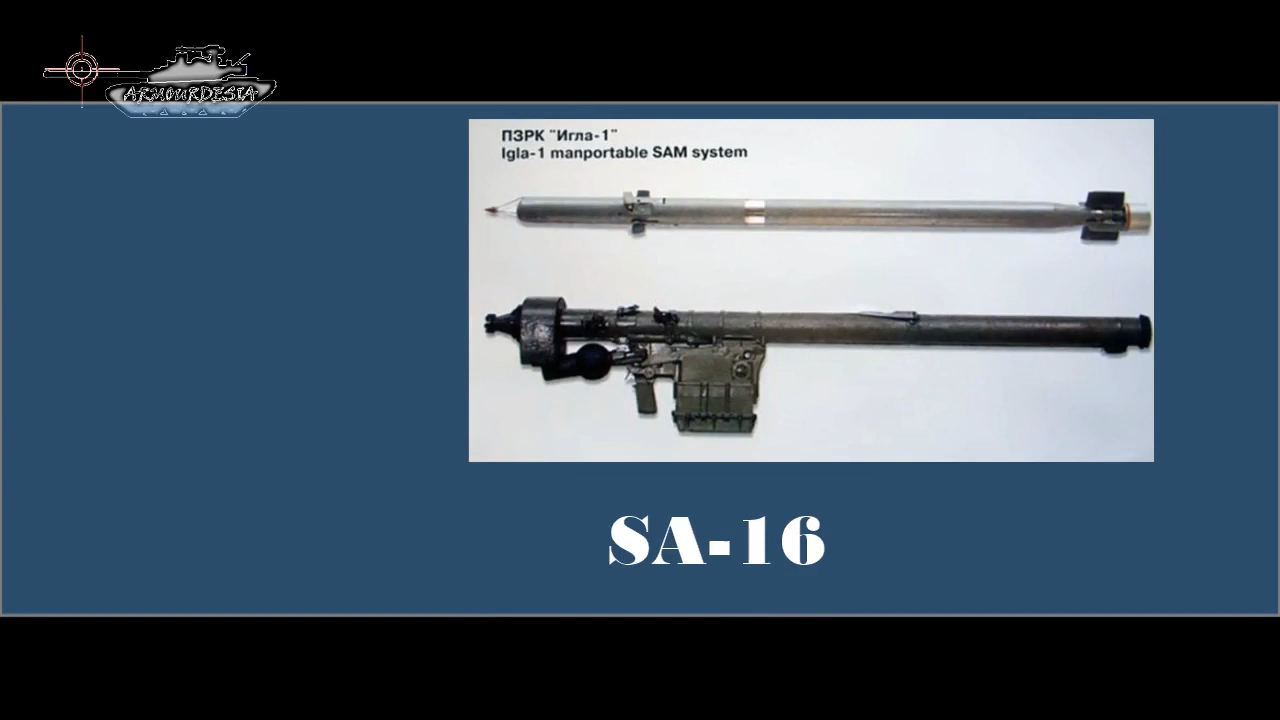 ARMOURDESIA
ПЗРК "Игла-1"
Igla-1 manportable SAM system
SA-16